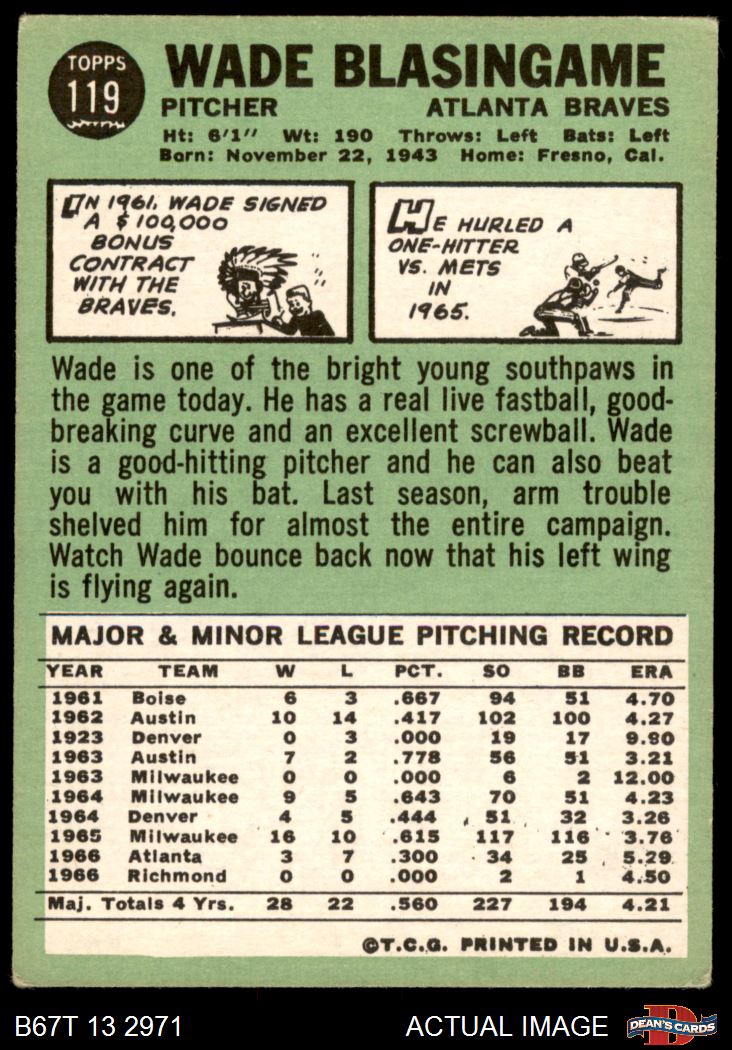 TOPPS
119
WADE BLASINGAME
PITCHER ATLANTA BRAVES
Ht: 6'1" Wt: 190 Throws: Left Bats: Left
Born: November 22, 1943 Home: Fresno, Cal.
IN 1961, WADE SIGNED
A $100,000
BONUS
CONTRACT
WITH THE
BRAVES.
HE HURLED A
ONE-HITTER
VS. METS
IN
1965.
Wade is one of the bright young southpaws in
the game today. He has a real live fastball, good-
breaking curve and an excellent screwball. Wade
is a good-hitting pitcher and he can also beat
you with his bat. Last season, arm trouble
shelved him for almost the entire campaign.
Watch Wade bounce back now that his left wing
is flying again.
MAJOR & MINOR LEAGUE PITCHING RECORD
YEAR TEAM W L PCT. SO BB ERA
1961 Boise 6 3 .667 94 51 4.70
1962 Austin 10 14 .417 102 100 4.27
1923 Denver 0 3 .000 19 17 9.80
1963 Austin 7 2 .778 56 51 3.21
1963 Milwaukee 0 0 .000 6 2 12.00
1964 Milwaukee 9 5 .643 70 51 4.23
1964 Denver 4 5 .444 51 32 3.26
1965 Milwaukee 16 10 .615 117 116 3.76
1966 Atlanta 3 7 .300 34 25 5.29
1966 Richmond 0 0 .000 2 1 4.50
Maj. Totals 4 Yrs. 28 22 .560 227 194 4.21
©T.C.G. PRINTED IN U.S.A.
B67T 13 2971 ACTUAL IMAGE
DEAN'S CARDS